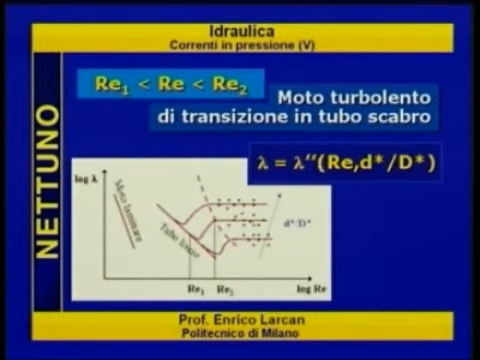 Idraulica
Correnti in pressione (V)
NETTUNO
Re1 < Re < Re2
Moto turbolento
di transizione in tubo scabro
λ = λ''(Re,d*/D*)
log λ
Moto laminare
Tubo liscio
d*/D*
Re1 Re2
log Re
Prof. Enrico Larcan
Politecnico di Milano